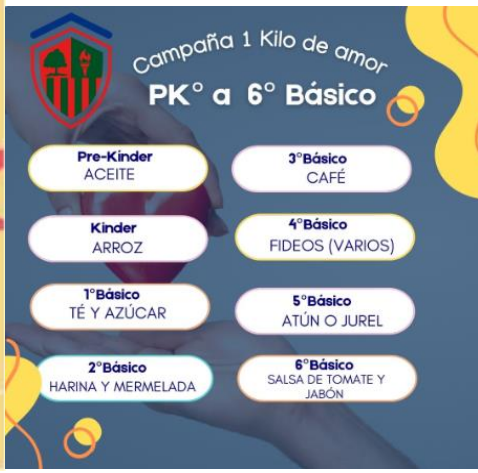 Campaña 1 Kilo de amor
PK° a 6° Básico
Pre-Kinder
ACEITE
Kinder
ARROZ
1°Básico
TÉ Y AZÚCAR
2°Básico
HARINA Y MERMELADA
3°Básico
CAFÉ
4°Básico
FIDEOS (VARIOS)
5°Básico
ATÚN O JUREL
6°Básico
SALSA DE TOMATE Y
JABÓN